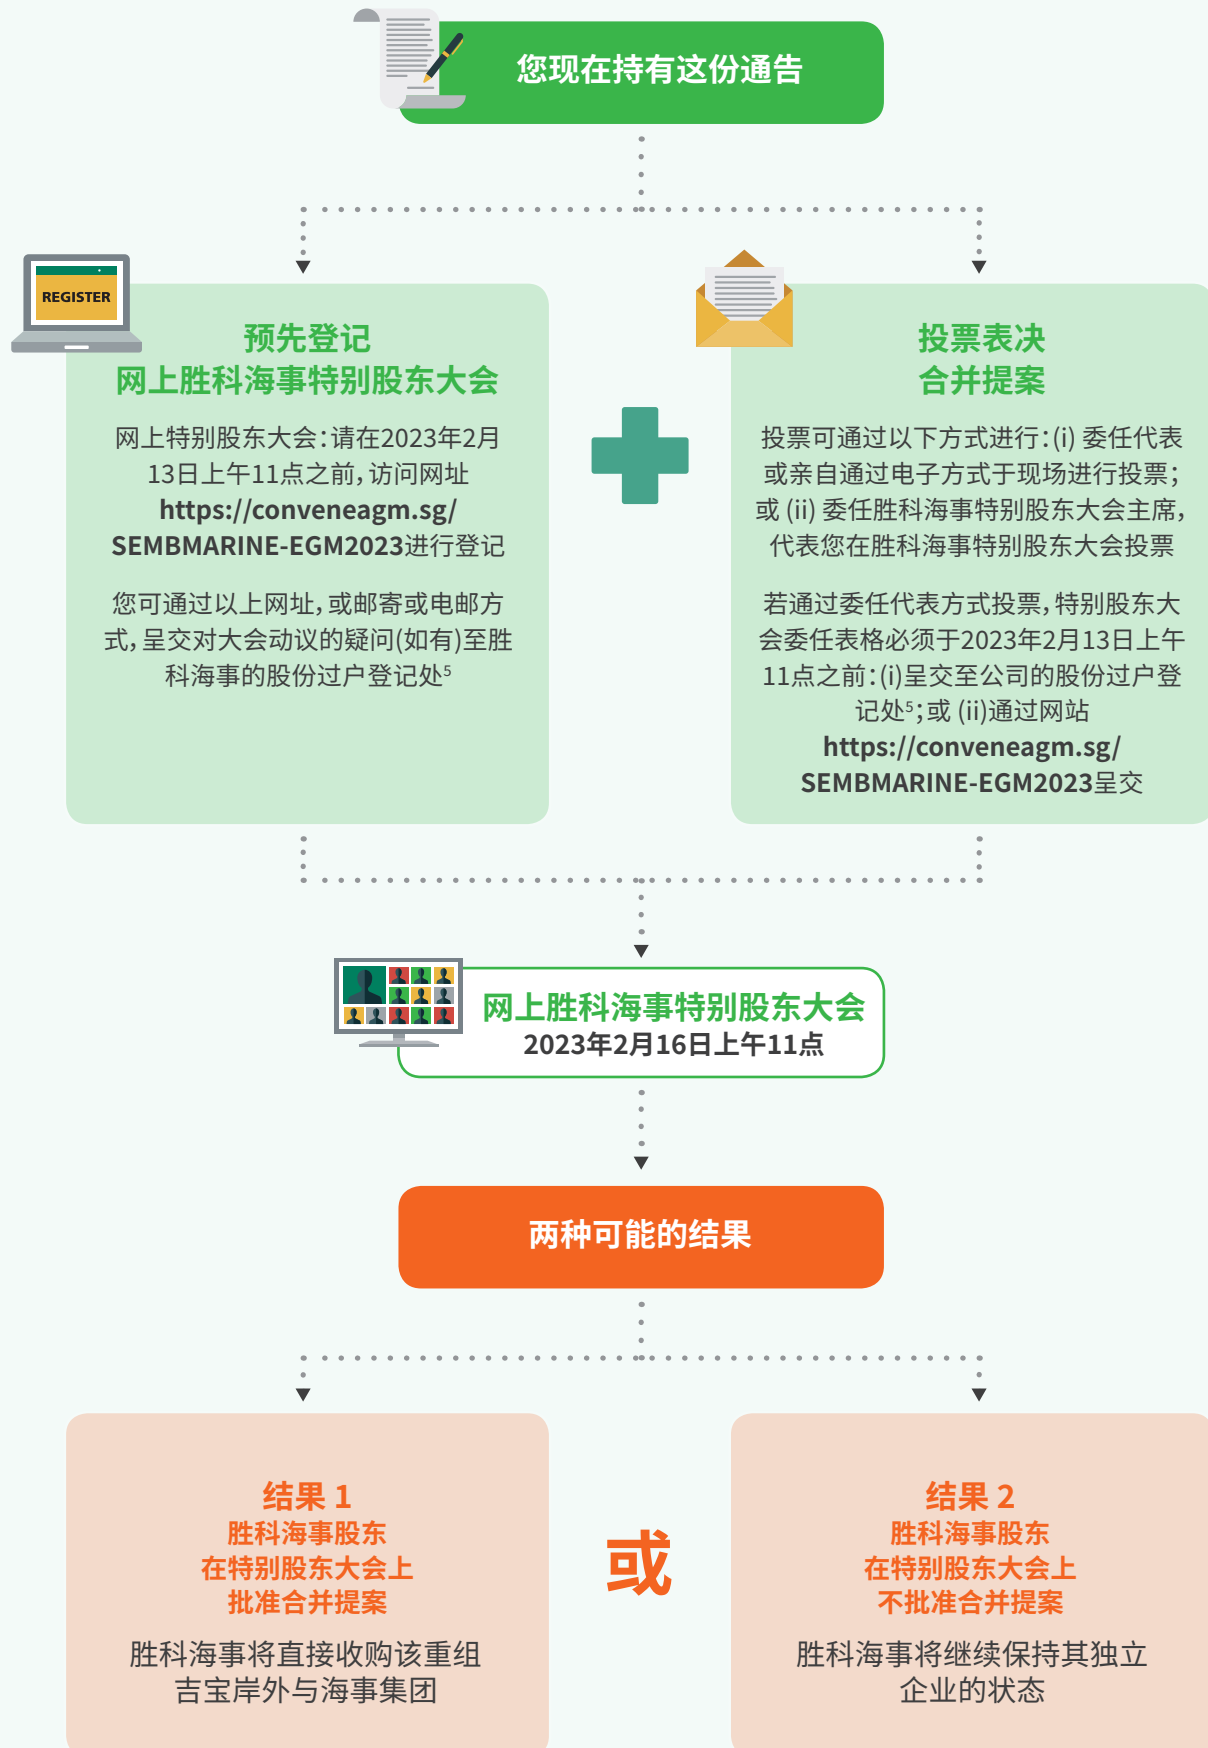 您现在持有这份通告
REGISTER
预先登记
网上胜科海事特别股东大会
网上特别股东大会：请在2023年2月
13日上午11点之前，访问网址
https://conveneagm.sg/
SEMBMARINE-EGM2023进行登记
您可通过以上网址，或邮寄或电邮方
式，呈交对大会动议的疑问(如有)至胜
科海事的股份过户登记处⁵
投票表决
合并提案
投票可通过以下方式进行：(i) 委任代表
或亲自通过电子方式于现场进行投票；
或 (ii) 委任胜科海事特别股东大会主席，
代表您在胜科海事特别股东大会投票
若通过委任代表方式投票，特别股东大
会委任表格必须于2023年2月13日上午
11点之前：(i)呈交至公司的股份过户登
记处⁵；或 (ii)通过网站
https://conveneagm.sg/
SEMBMARINE-EGM2023呈交
网上胜科海事特别股东大会
2023年2月16日上午11点
两种可能的结果
结果 1
胜科海事股东
在特别股东大会上
批准合并提案
胜科海事将直接收购该重组
吉宝岸外与海事集团
或
结果 2
胜科海事股东
在特别股东大会上
不批准合并提案
胜科海事将继续保持其独立
企业的状态